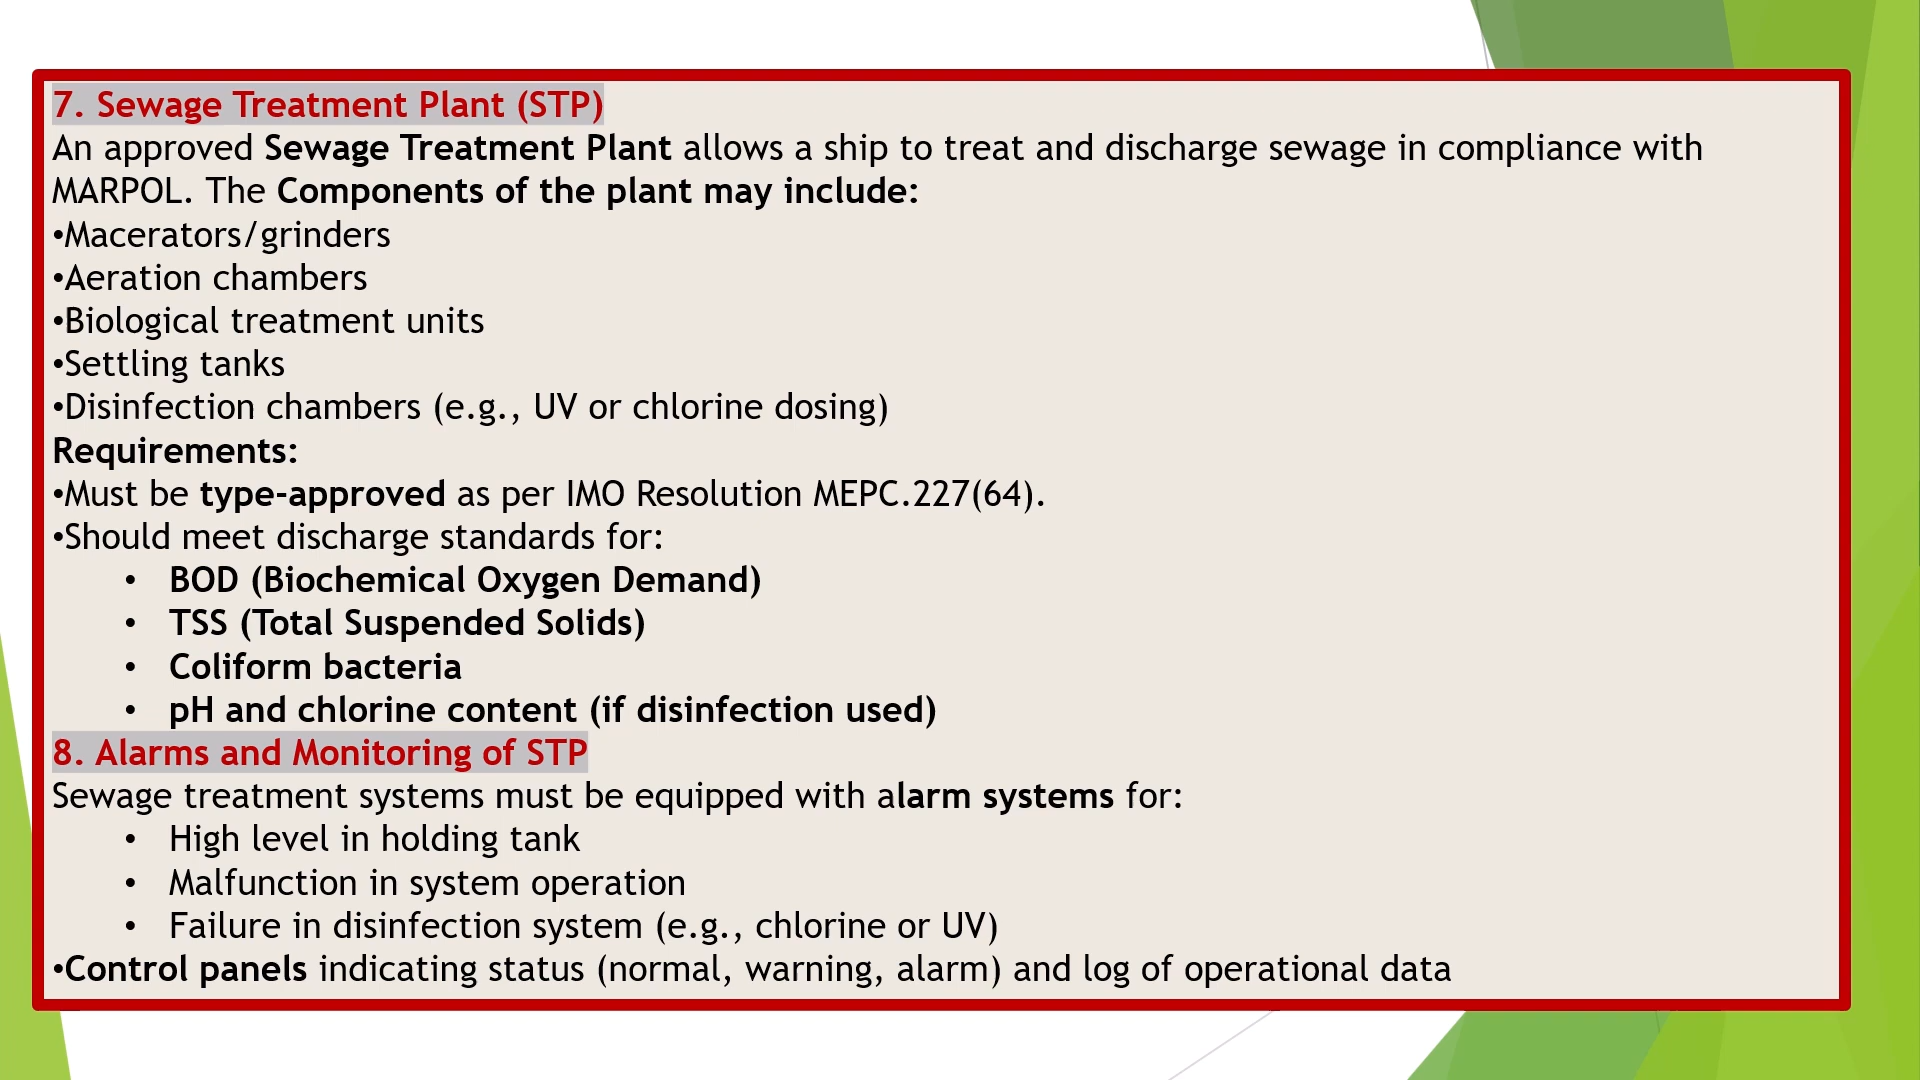 7. Sewage Treatment Plant (STP)
An approved Sewage Treatment Plant allows a ship to treat and discharge sewage in compliance with
MARPOL. The Components of the plant may include:
•Macerators/grinders
•Aeration chambers
•Biological treatment units
•Settling tanks
•Disinfection chambers (e.g., UV or chlorine dosing)
Requirements:
•Must be type-approved as per IMO Resolution MEPC.227(64).
•Should meet discharge standards for:
• BOD (Biochemical Oxygen Demand)
• TSS (Total Suspended Solids)
• Coliform bacteria
• pH and chlorine content (if disinfection used)
8. Alarms and Monitoring of STP
Sewage treatment systems must be equipped with alarm systems for:
• High level in holding tank
• Malfunction in system operation
• Failure in disinfection system (e.g., chlorine or UV)
•Control panels indicating status (normal, warning, alarm) and log of operational data